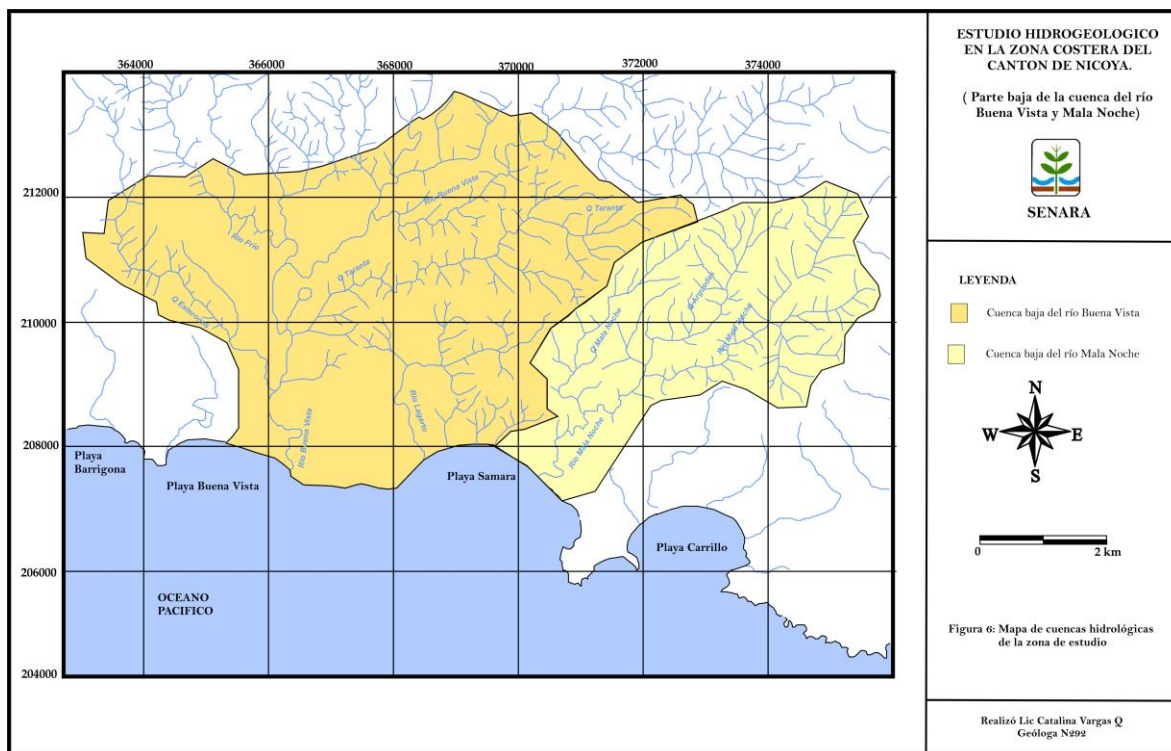 364000 366000 368000 370000 372000 374000
212000
210000
208000
206000
204000
Río Buena Vista
Q Taranta
Río Frío
Q Taranta
Q Esterones
Q Arguedas
Q Mala Noche
Río Mala Noche
Río Lagarto
Río Buena Vista
Río Mala Noche
Playa
Barrigona
Playa Buena Vista
Playa Samara
Playa Carrillo
OCEANO
PACIFICO
ESTUDIO HIDROGEOLOGICO
EN LA ZONA COSTERA DEL
CANTON DE NICOYA.
( Parte baja de la cuenca del río
Buena Vista y Mala Noche)
SENARA
LEYENDA
Cuenca baja del río Buena Vista
Cuenca baja del río Mala Noche
N
W E
S
0 2 km
Figura 6: Mapa de cuencas hidrológicas
de la zona de estudio
Realizó Lic Catalina Vargas Q
Geóloga N292